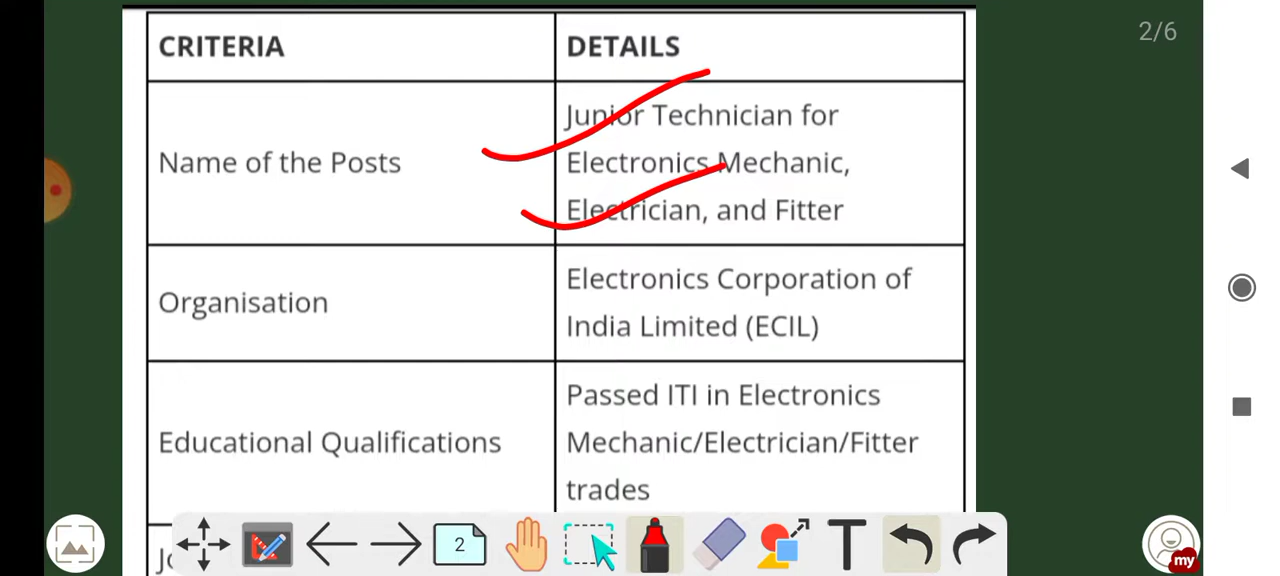 2/6
CRITERIA
DETAILS
Name of the Posts
Junior Technician for
Electronics Mechanic,
Electrician, and Fitter
Organisation
Electronics Corporation of
India Limited (ECIL)
Educational Qualifications
Passed ITI in Electronics
Mechanic/Electrician/Fitter
trades
2
T
my